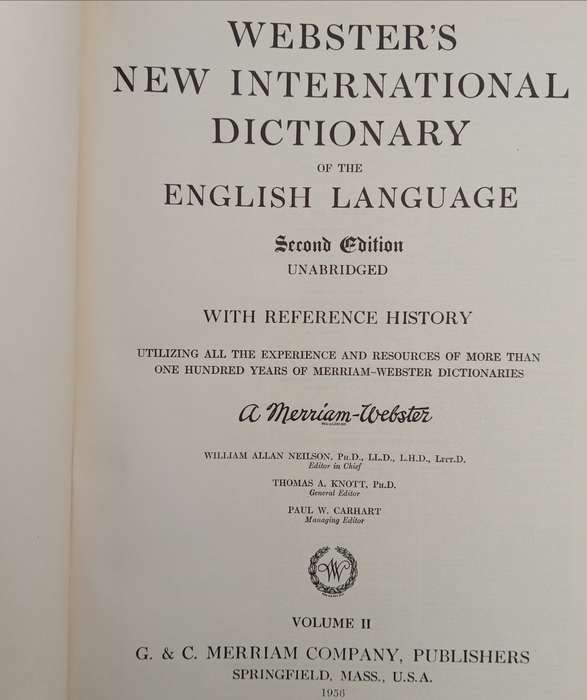 WEBSTER'S
NEW INTERNATIONAL
DICTIONARY
OF THE
ENGLISH LANGUAGE
Second Edition
UNABRIDGED
WITH REFERENCE HISTORY
UTILIZING ALL THE EXPERIENCE AND RESOURCES OF MORE THAN
ONE HUNDRED YEARS OF MERRIAM-WEBSTER DICTIONARIES
A Merriam-Webster
WILLIAM ALLAN NEILSON, PH.D., LL.D., L.H.D., LITT.D.
Editor in Chief
THOMAS A. KNOTT, PH.D.
General Editor
PAUL W. CARHART
Managing Editor
W
VOLUME II
G. & C. MERRIAM COMPANY, PUBLISHERS
SPRINGFIELD, MASS., U.S.A.
1956